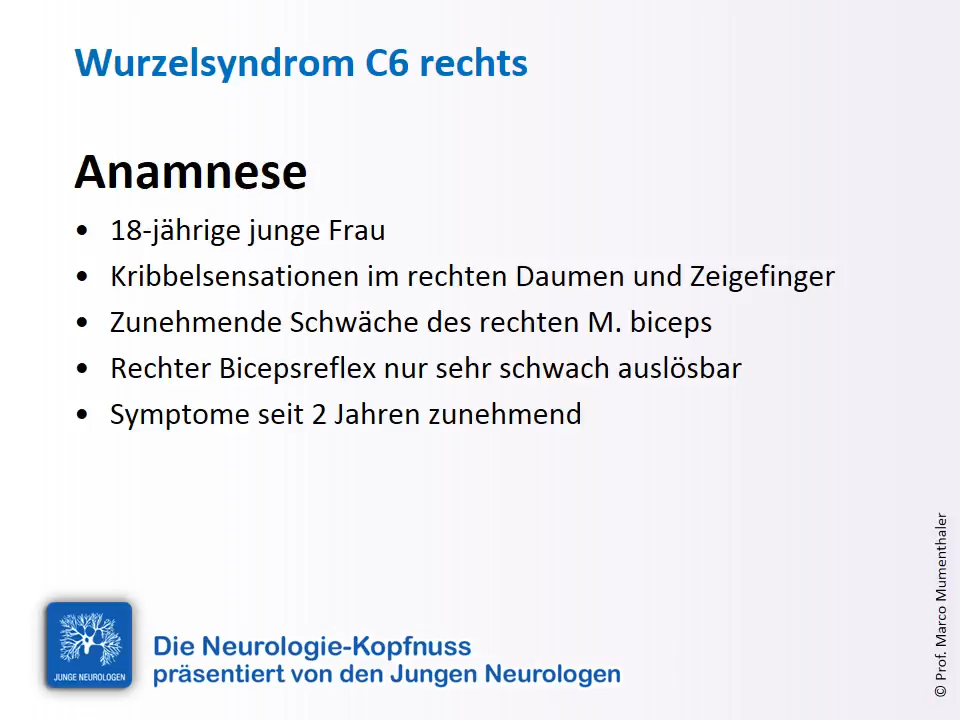 Wurzelsyndrom C6 rechts
Anamnese
• 18-jährige junge Frau
• Kribbelsensationen im rechten Daumen und Zeigefinger
• Zunehmende Schwäche des rechten M. biceps
• Rechter Bicepsreflex nur sehr schwach auslösbar
• Symptome seit 2 Jahren zunehmend
© Prof. Marco Mumenthaler
JUNGE NEUROLOGEN
Die Neurologie-Kopfnuss
präsentiert von den Jungen Neurologen